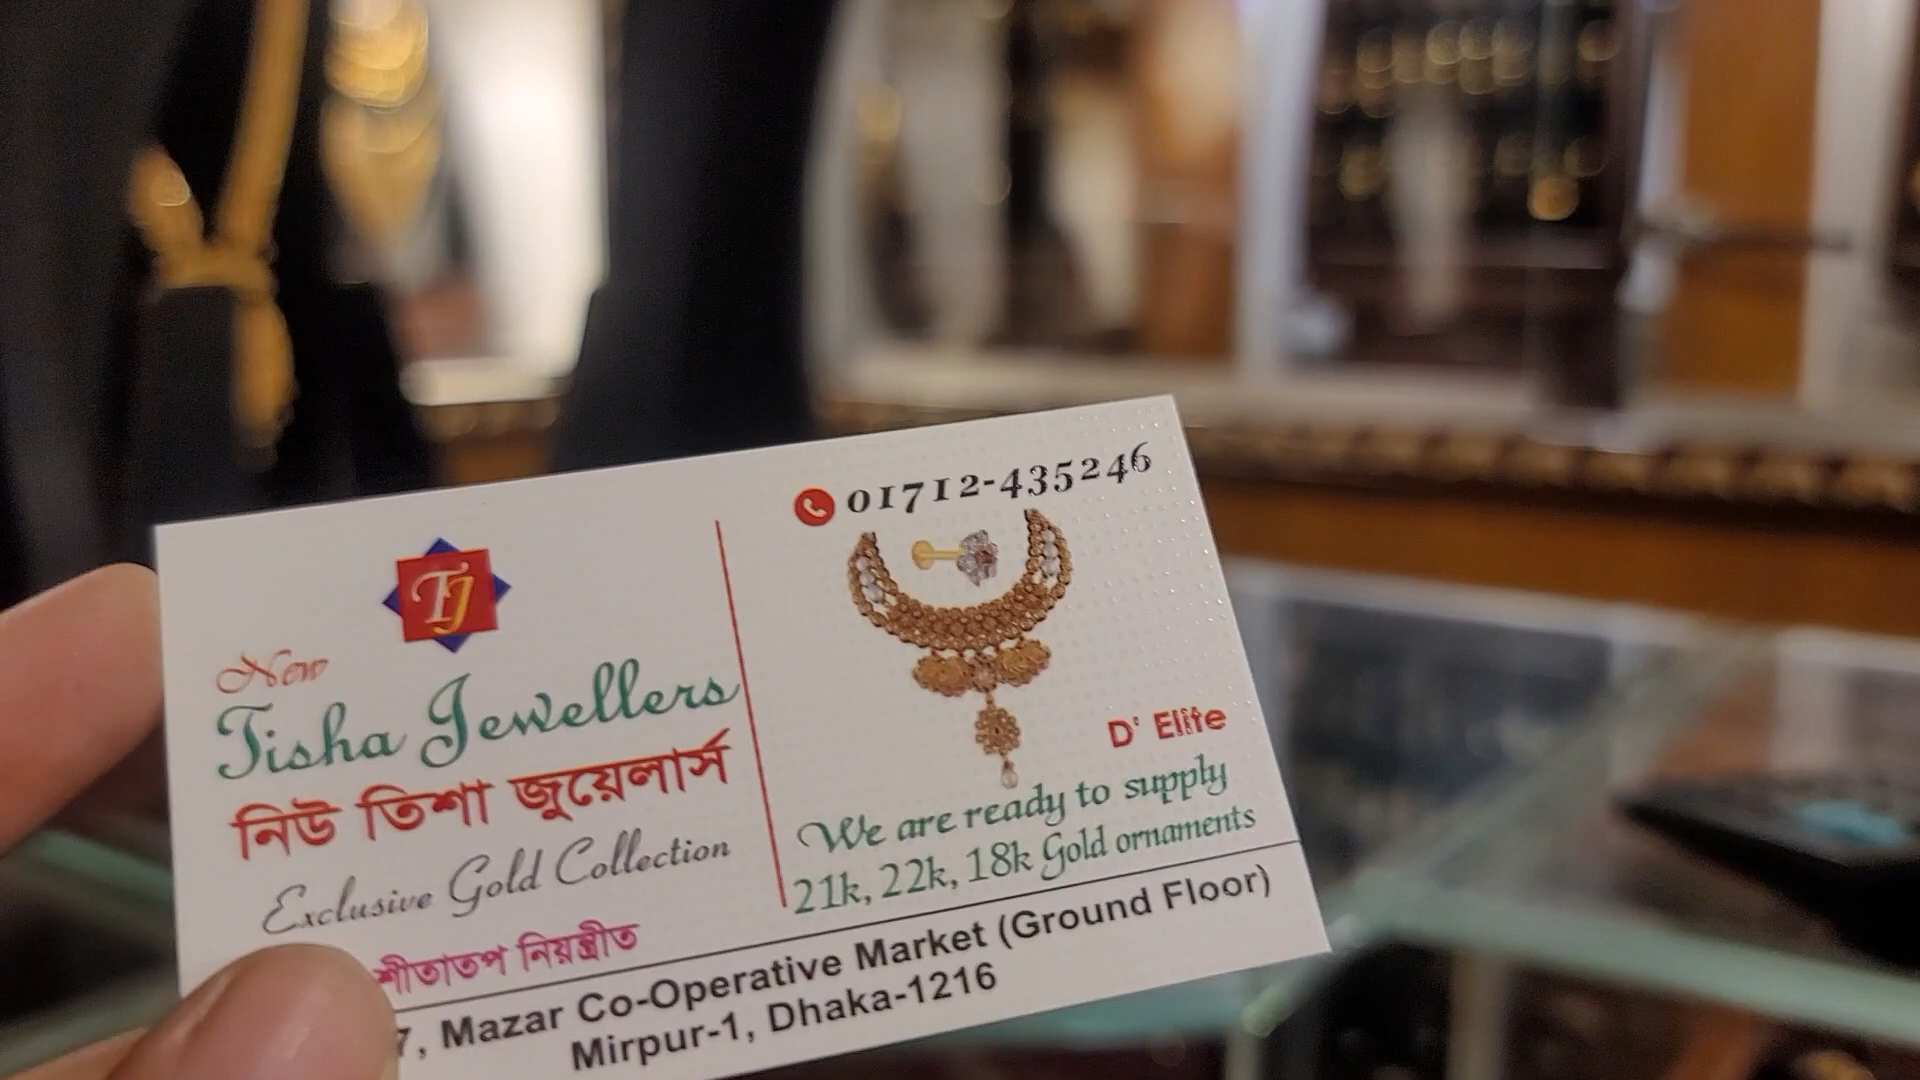 TJ
New
Tisha Jewellers
নিউ তিশা জুয়েলার্স
Exclusive Gold Collection
শীতাতপ নিয়ন্ত্রীত
01712-435246
D' Elite
We are ready to supply
21k, 22k, 18k Gold ornaments
7, Mazar Co-Operative Market (Ground Floor)
Mirpur-1, Dhaka-1216